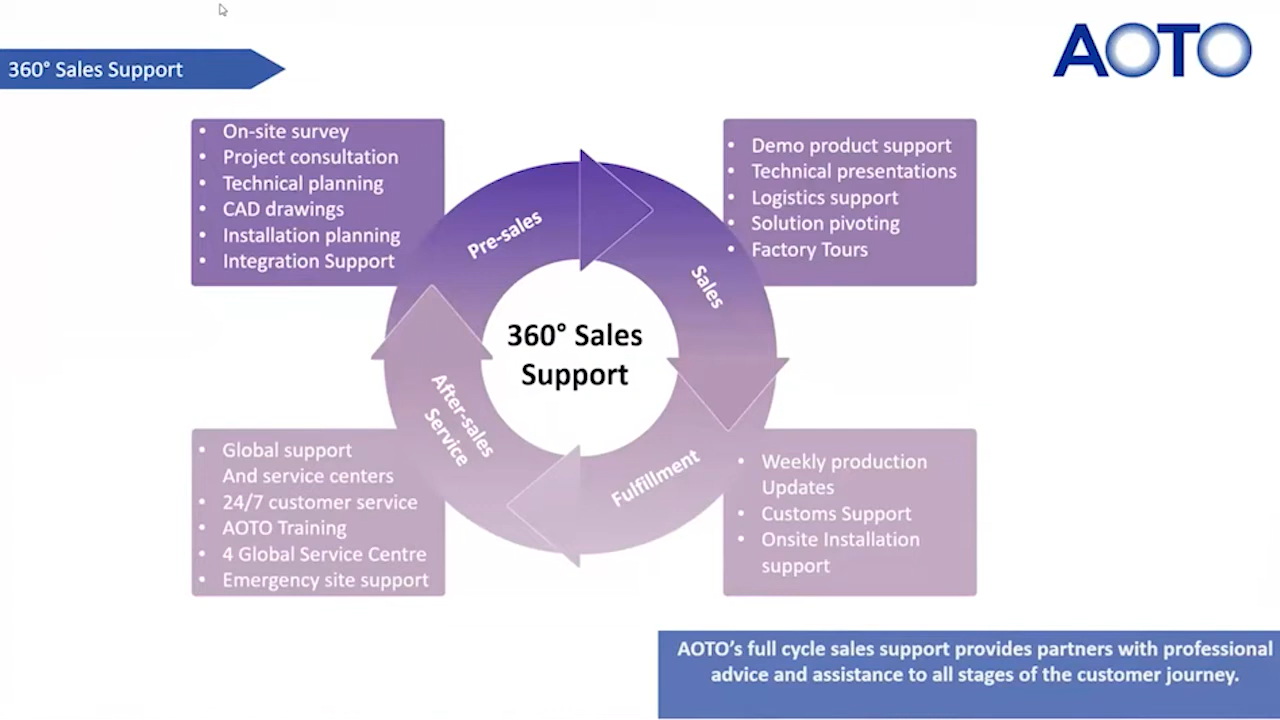 360° Sales Support
AOTO
• On-site survey
• Project consultation
• Technical planning
• CAD drawings
• Installation planning
• Integration Support
• Demo product support
• Technical presentations
• Logistics support
• Solution pivoting
• Factory Tours
Pre-sales
Sales
360° Sales
Support
After-sales
Service
Fulfillment
• Global support
And service centers
• 24/7 customer service
• AOTO Training
• 4 Global Service Centre
• Emergency site support
• Weekly production
Updates
• Customs Support
• Onsite Installation
support
AOTO’s full cycle sales support provides partners with professional
advice and assistance to all stages of the customer journey.